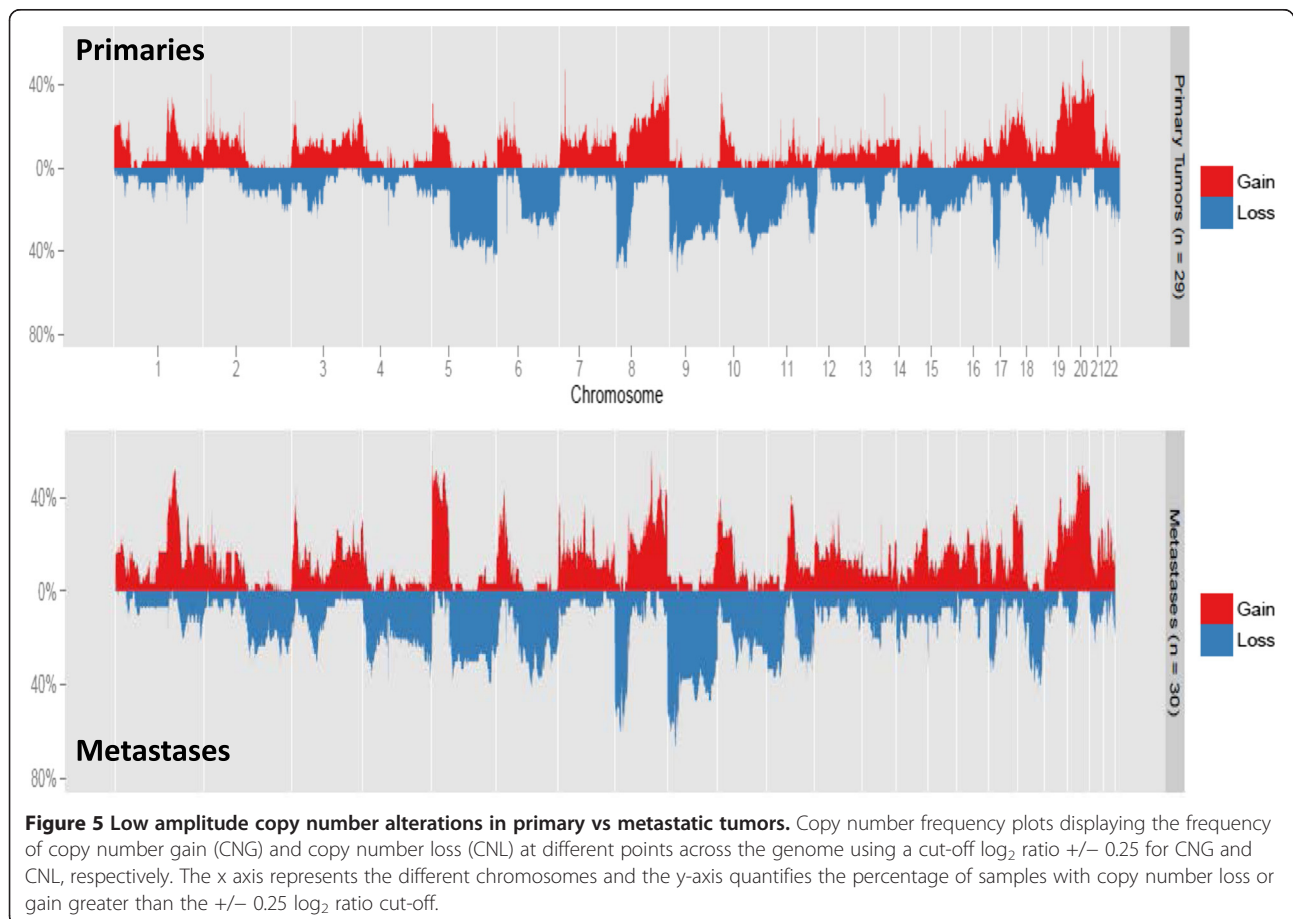 Primaries
40%
0%
40%
80%
Primary Tumors (n = 29)
Gain
Loss
1 2 3 4 5 6 7 8 9 10 11 12 13 14 15 16 17 18 19 20 21 22
Chromosome
40%
0%
40%
80%
Metastases (n = 30)
Gain
Loss
Metastases
Figure 5 Low amplitude copy number alterations in primary vs metastatic tumors. Copy number frequency plots displaying the frequency
of copy number gain (CNG) and copy number loss (CNL) at different points across the genome using a cut-off log₂ ratio +/− 0.25 for CNG and
CNL, respectively. The x axis represents the different chromosomes and the y-axis quantifies the percentage of samples with copy number loss or
gain greater than the +/− 0.25 log₂ ratio cut-off.